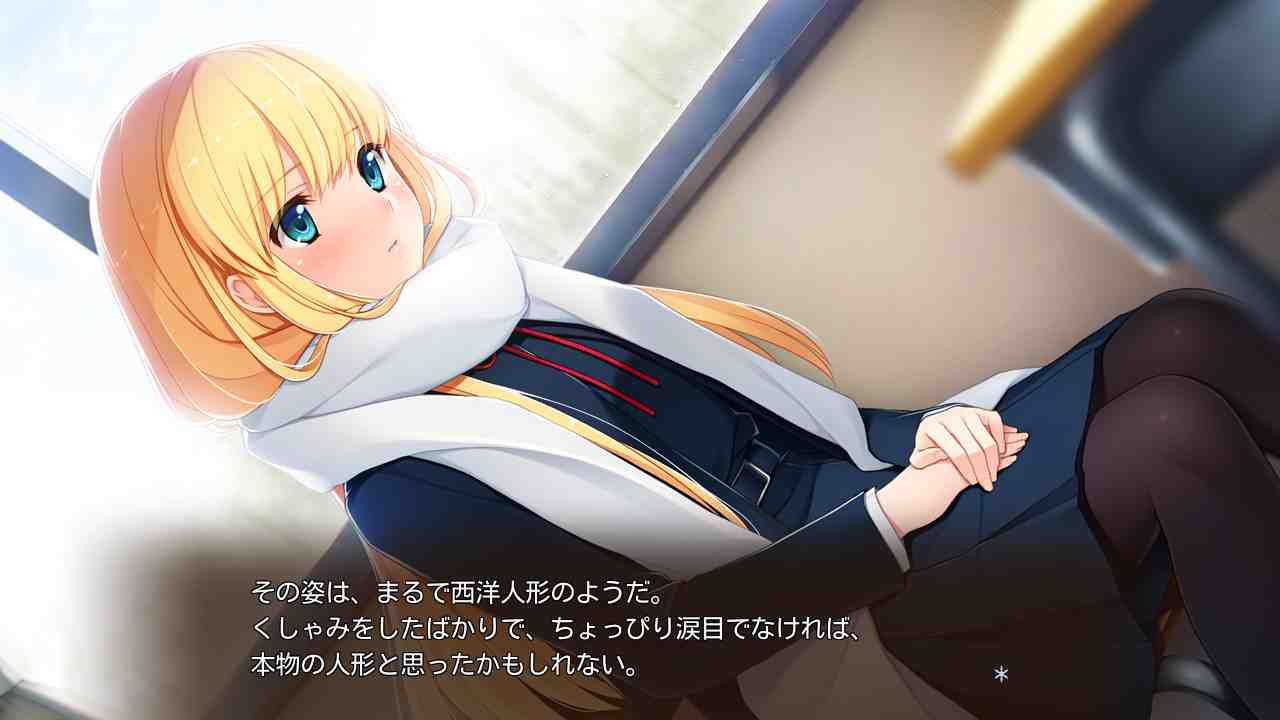 その姿は、まるで西洋人形のようだ。
くしゃみをしたばかりで、ちょっぴり涙目でなければ、
本物の人形と思ったかもしれない。